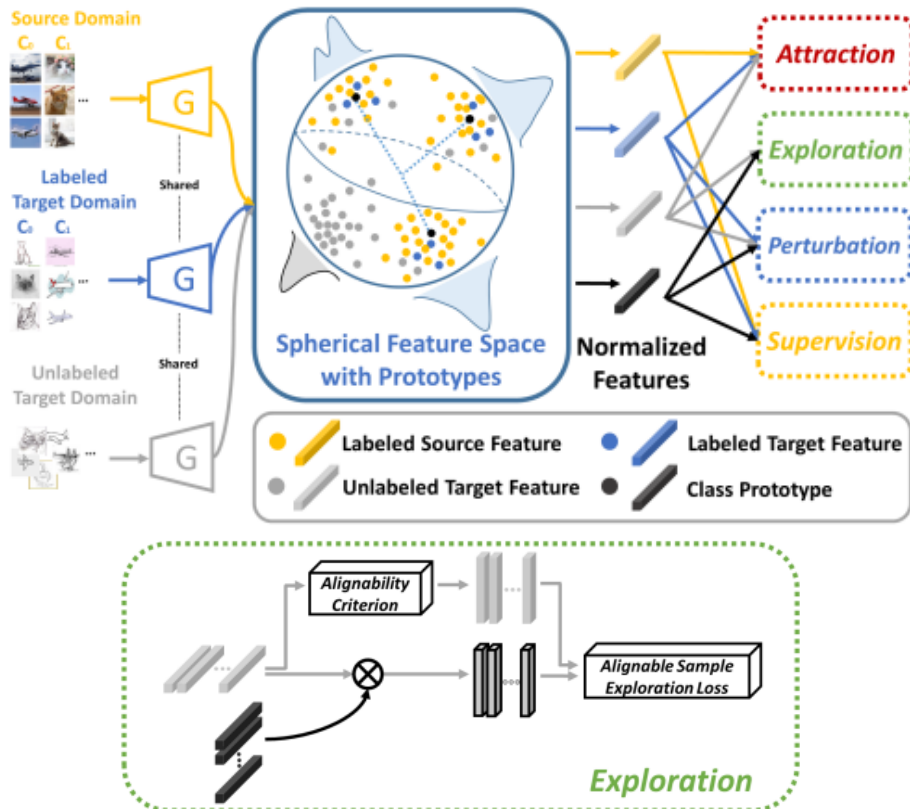 Source Domain
C₀ C₁
...
G
Shared
Labeled
Target Domain
C₀ C₁
...
G
Shared
Unlabeled
Target Domain
...
G
Spherical Feature Space
with Prototypes
Normalized
Features
Attraction
Exploration
Perturbation
Supervision
Labeled Source Feature
Labeled Target Feature
Unlabeled Target Feature
Class Prototype
Alignability
Criterion
Alignable Sample
Exploration Loss
Exploration